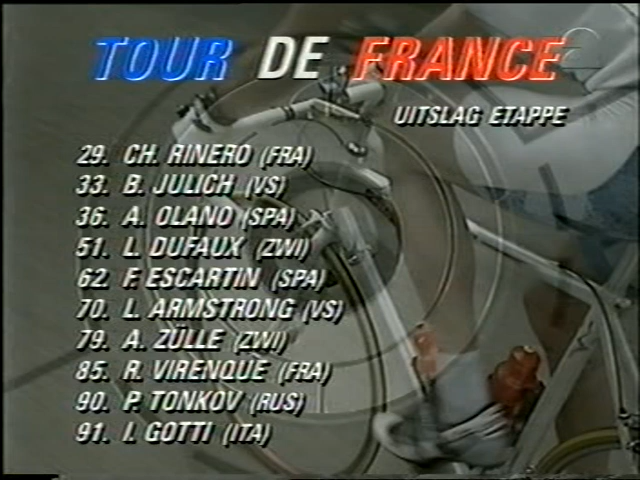 TOUR DE FRANCE
UITSLAG ETAPPE
29. CH. RINERO (FRA)
33. B. JULICH (VS)
36. A. OLANO (SPA)
51. L. DUFAUX (ZWI)
62. F. ESCARTIN (SPA)
70. L. ARMSTRONG (VS)
79. A. ZÜLLE (ZWI)
85. R. VIRENQUE (FRA)
90. P. TONKOV (RUS)
91. I. GOTTI (ITA)